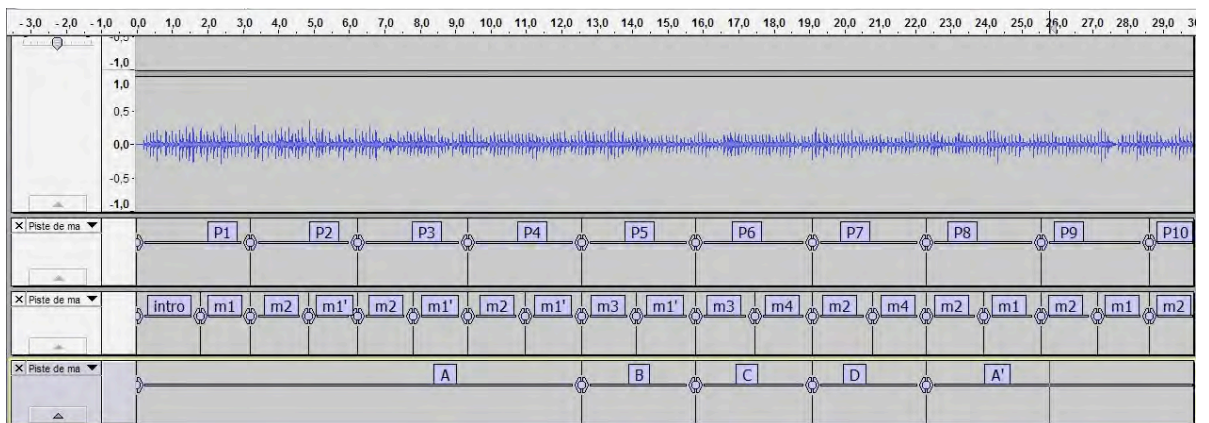 -3,0 -2,0 -1,0 0,0 1,0 2,0 3,0 4,0 5,0 6,0 7,0 8,0 9,0 10,0 11,0 12,0 13,0 14,0 15,0 16,0 17,0 18,0 19,0 20,0 21,0 22,0 23,0 24,0 25,0 26,0 27,0 28,0 29,0
-0,5
-1,0
1,0
0,5
0,0
-0,5
-1,0
Piste de ma P1 P2 P3 P4 P5 P6 P7 P8 P9 P10
Piste de ma intro m1 m2 m1' m2 m1' m2 m1' m3 m1' m3 m4 m2 m4 m2 m1 m2 m1 m2
Piste de ma A B C D A'